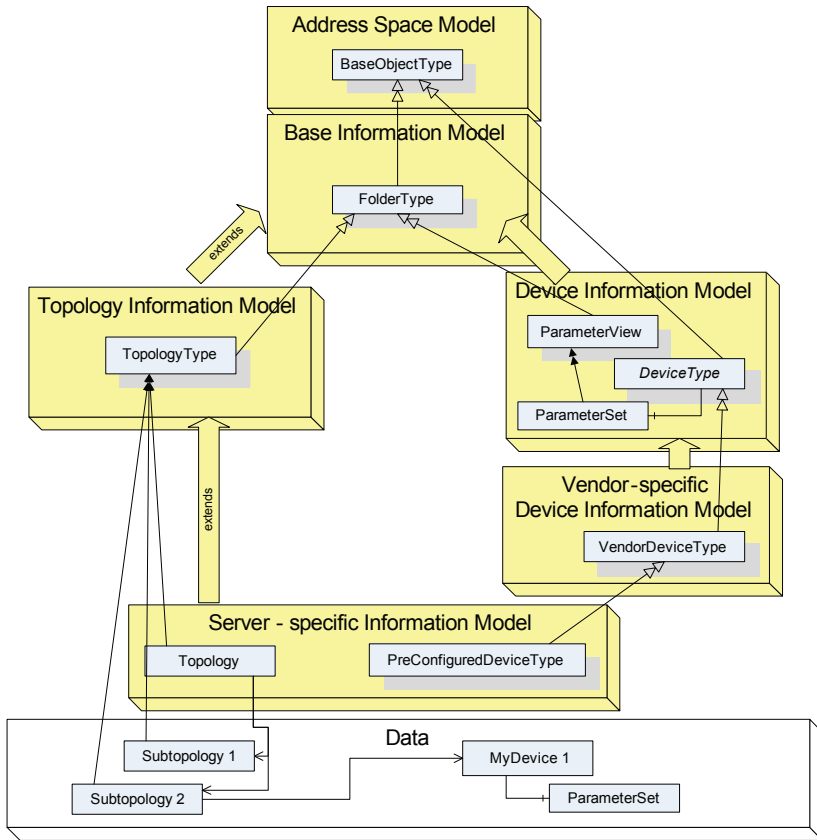 Address Space Model
BaseObjectType
Base Information Model
FolderType
extends
Topology Information Model
TopologyType
Device Information Model
ParameterView
DeviceType
ParameterSet
extends
Vendor-specific
Device Information Model
VendorDeviceType
Server - specific Information Model
Topology
PreConfiguredDeviceType
Data
Subtopology 1
MyDevice 1
Subtopology 2
ParameterSet